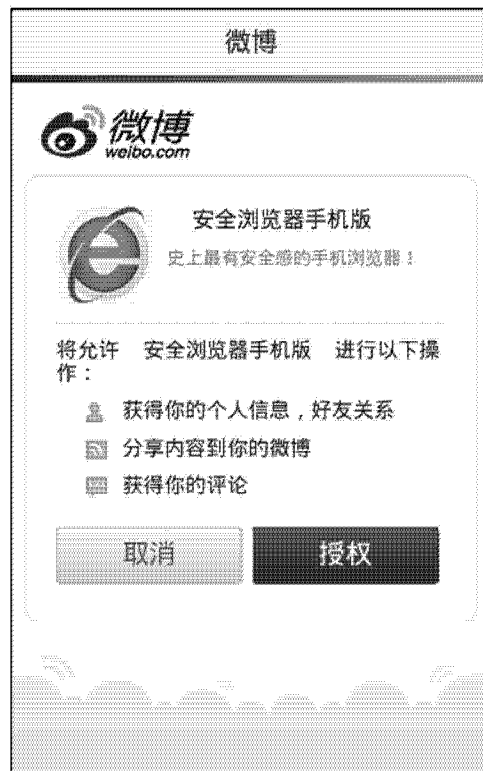 微博
微博
weibo.com
安全浏览器手机版
史上最有安全感的手机浏览器！
将允许 安全浏览器手机版 进行以下操
作：
获得你的个人信息，好友关系
分享内容到你的微博
获得你的评论
取消 授权